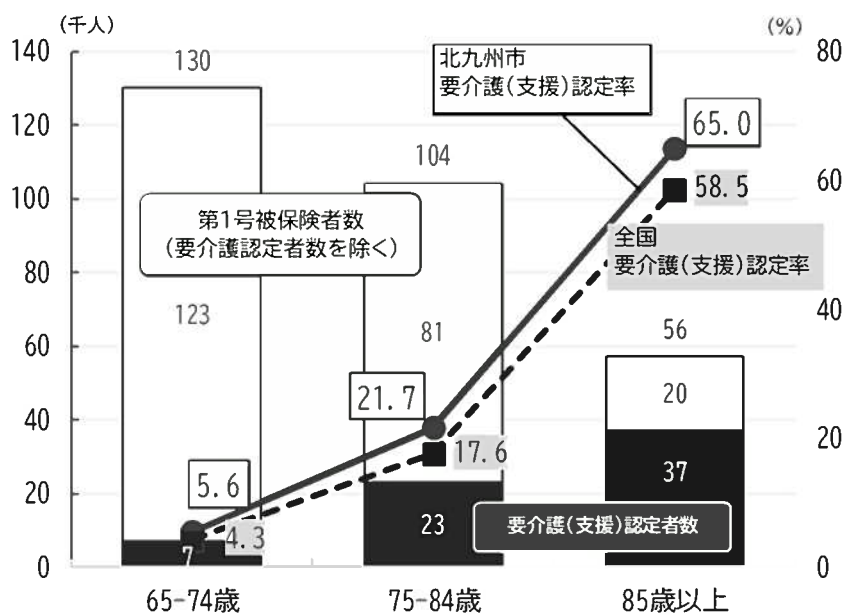 (千人)
(%)
140
120
100
80
60
40
20
0
80
60
40
20
0
130
104
56
北九州市
要介護(支援)認定率
65.0
58.5
全国
要介護(支援)認定率
第1号被保険者数
(要介護認定者数を除く)
123
81
20
21.7
17.6
5.6
4.3
7
23
37
要介護(支援)認定者数
65-74歳
75-84歳
85歳以上